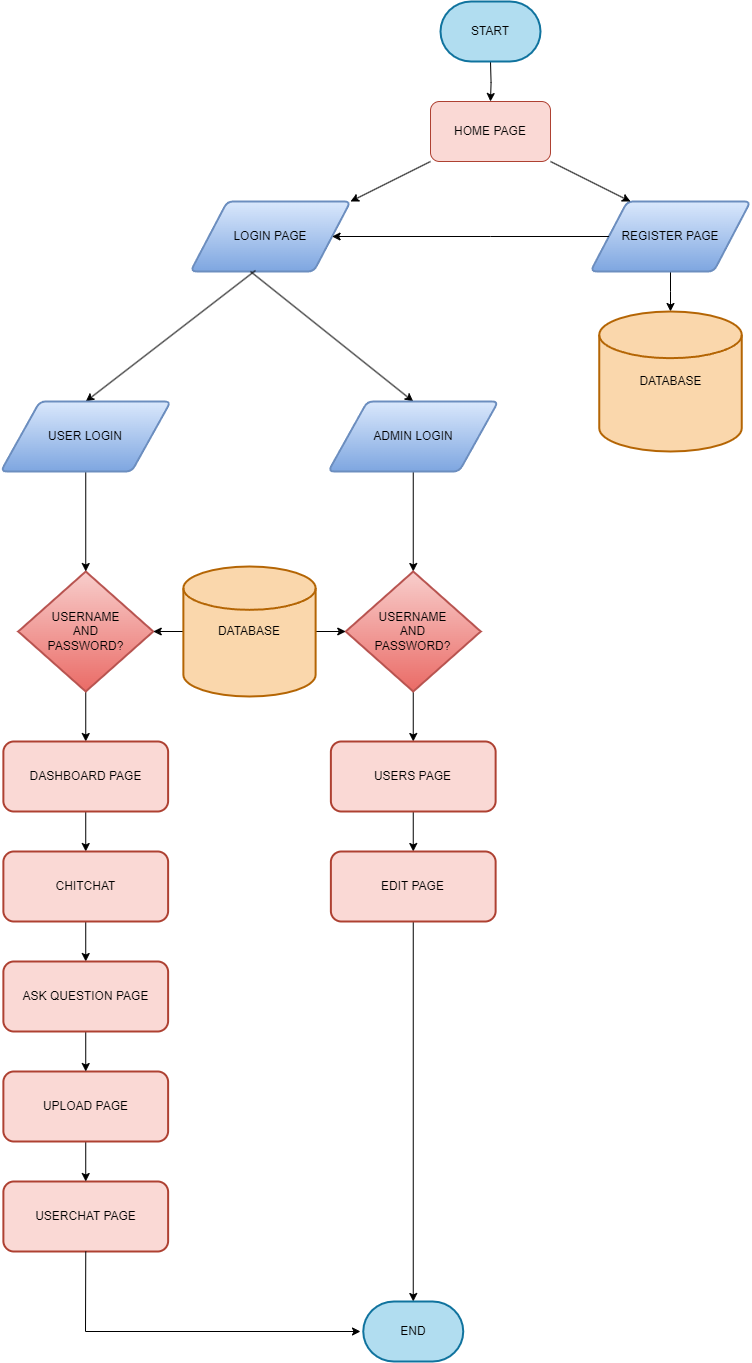 START
HOME PAGE
LOGIN PAGE
REGISTER PAGE
DATABASE
USER LOGIN
ADMIN LOGIN
USERNAME
AND
PASSWORD?
DATABASE
USERNAME
AND
PASSWORD?
DASHBOARD PAGE
USERS PAGE
CHITCHAT
EDIT PAGE
ASK QUESTION PAGE
UPLOAD PAGE
USERCHAT PAGE
END